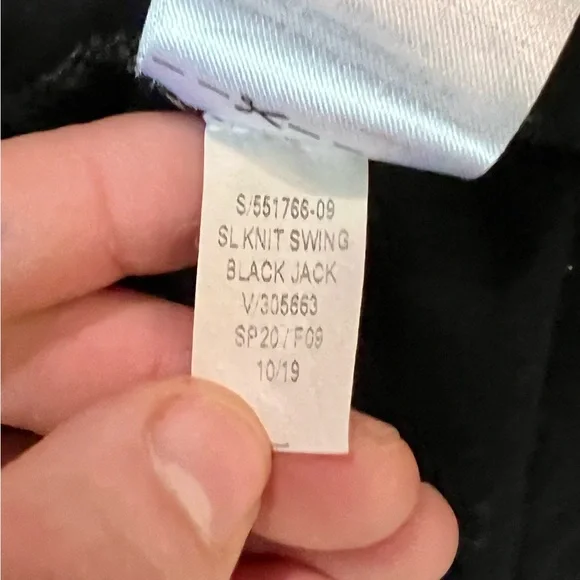 S/551766-09
SL KNIT SWING
BLACK JACK
V/305663
SP20 / F09
10/19